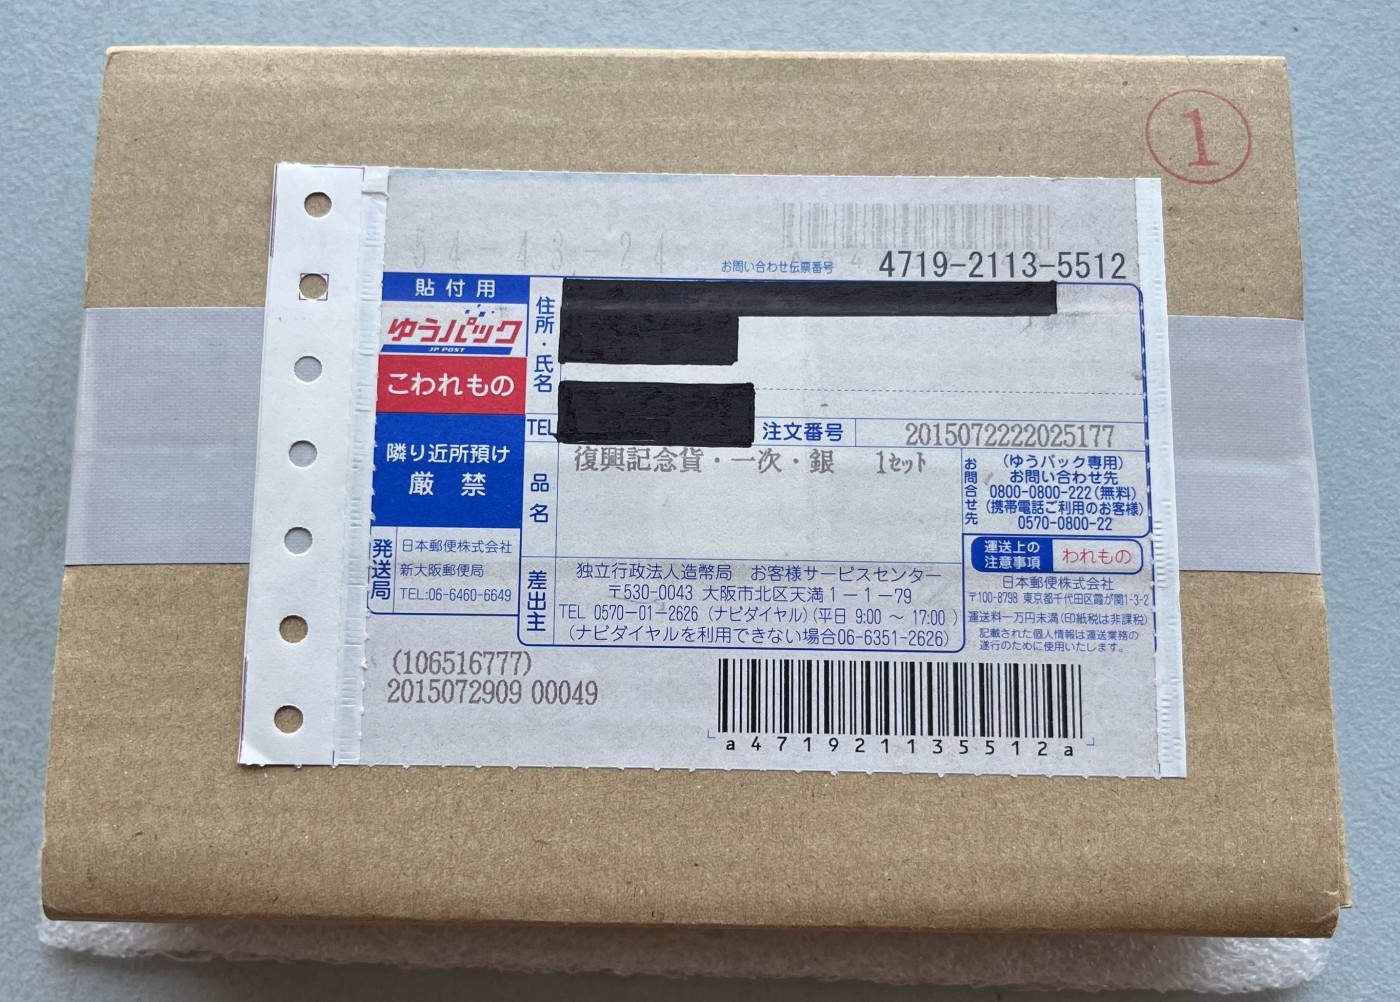 ①
54-43-24
お問い合わせ伝票番号 4719-2113-5512
貼付用
ゆうパック
JP POST
こわれもの
隣り近所預け
厳禁
発送局
日本郵便株式会社
新大阪郵便局
TEL:06-6460-6649
住所・氏名
TEL
注文番号 2015072222025177
品名
復興記念貨・一次・銀 1セット
差出主
独立行政法人造幣局 お客様サービスセンター
〒530-0043 大阪市北区天満1-1-79
TEL 0570-01-2626 (ナビダイヤル)(平日 9:00 ～ 17:00 )
(ナビダイヤルを利用できない場合06-6351-2626)
お問合せ先
(ゆうパック専用)
お問い合わせ先
0800-0800-222(無料)
(携帯電話ご利用のお客様)
0570-0800-22
運送上の
注意事項
われもの
日本郵便株式会社
〒100-8798 東京都千代田区霞が関1-3-2
運送料一万円未満(印紙税は非課税)
記載された個人情報は運送業務の
遂行のために使用いたします。
(106516777)
2015072909 00049
a471921135512a